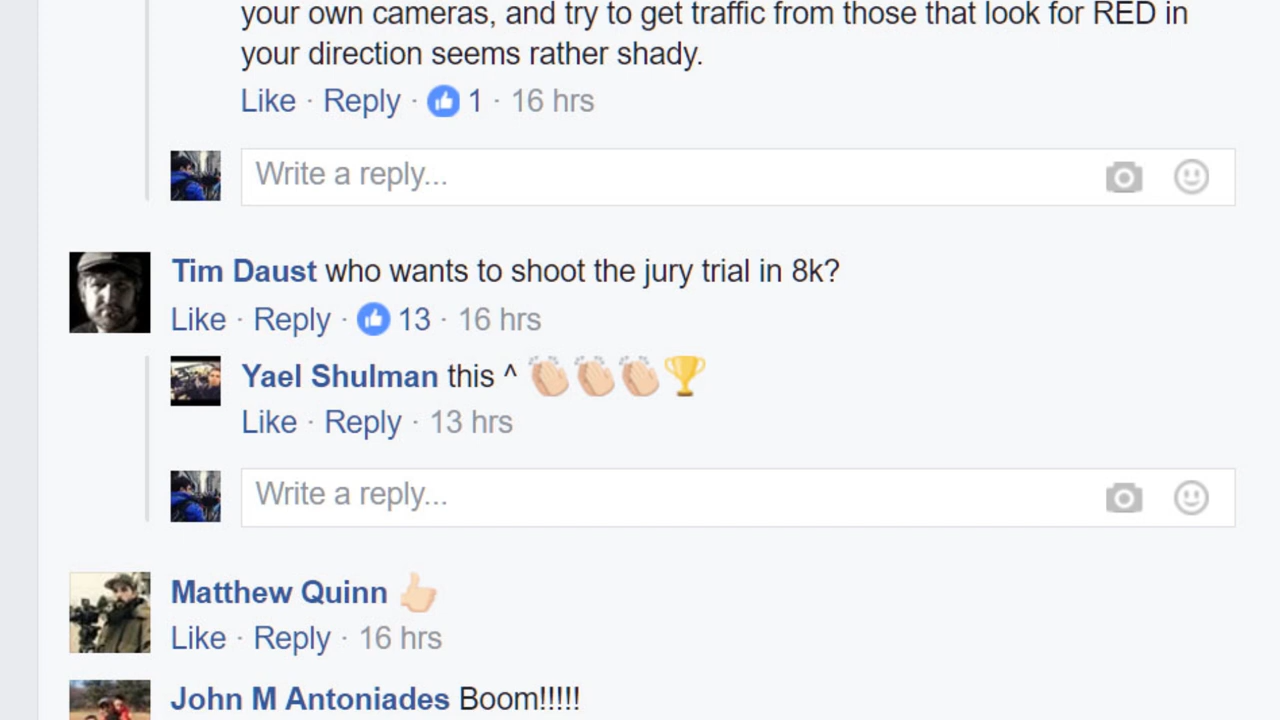 your own cameras, and try to get traffic from those that look for RED in
your direction seems rather shady.
Like · Reply · 1 · 16 hrs
Write a reply...
Tim Daust who wants to shoot the jury trial in 8k?
Like · Reply · 13 · 16 hrs
Yael Shulman this ^ 👏🏻👏🏻👏🏻🏆
Like · Reply · 13 hrs
Write a reply...
Matthew Quinn 👍🏻
Like · Reply · 16 hrs
John M Antoniades Boom!!!!!